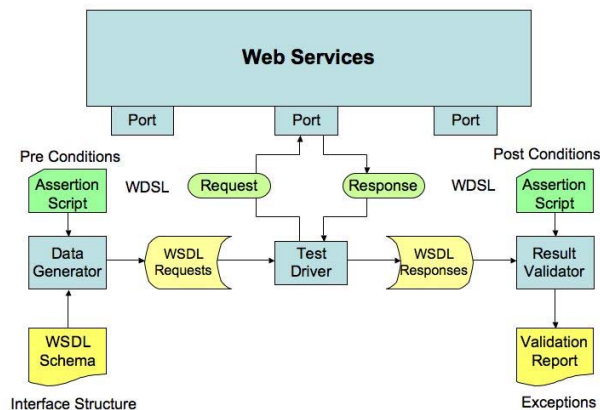 Web Services
Port
Port
Port
Pre Conditions
Post Conditions
Assertion
Script
WDSL
Request
Response
WDSL
Assertion
Script
Data
Generator
WSDL
Requests
Test
Driver
WSDL
Responses
Result
Validator
WSDL
Schema
Validation
Report
Interface Structure
Exceptions